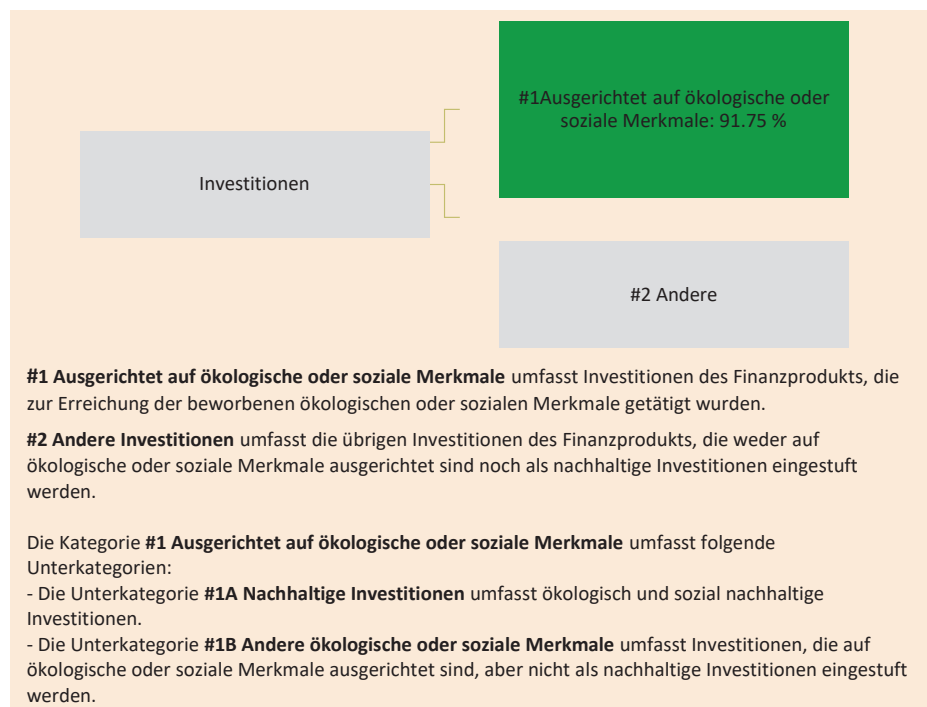 #1Ausgerichtet auf ökologische oder
soziale Merkmale: 91.75 %
Investitionen
#2 Andere
#1 Ausgerichtet auf ökologische oder soziale Merkmale umfasst Investitionen des Finanzprodukts, die
zur Erreichung der beworbenen ökologischen oder sozialen Merkmale getätigt wurden.
#2 Andere Investitionen umfasst die übrigen Investitionen des Finanzprodukts, die weder auf
ökologische oder soziale Merkmale ausgerichtet sind noch als nachhaltige Investitionen eingestuft
werden.
Die Kategorie #1 Ausgerichtet auf ökologische oder soziale Merkmale umfasst folgende
Unterkategorien:
- Die Unterkategorie #1A Nachhaltige Investitionen umfasst ökologisch und sozial nachhaltige
Investitionen.
- Die Unterkategorie #1B Andere ökologische oder soziale Merkmale umfasst Investitionen, die auf
ökologische oder soziale Merkmale ausgerichtet sind, aber nicht als nachhaltige Investitionen eingestuft
werden.